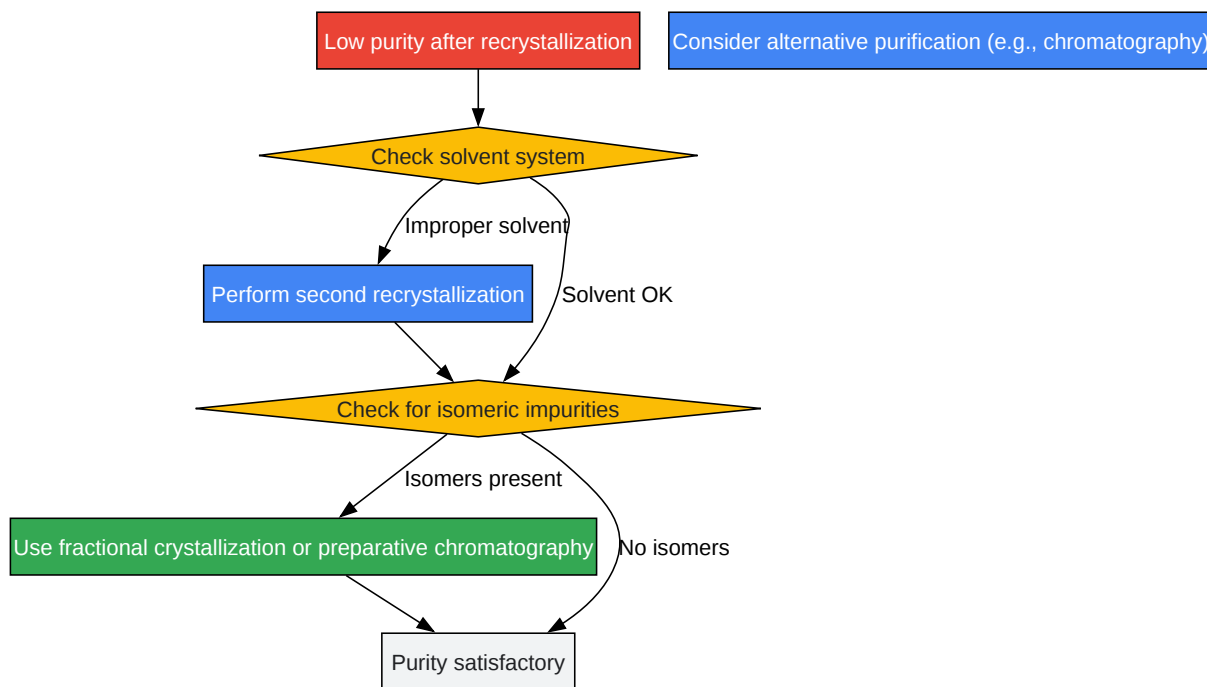 Low purity after recrystallization
Consider alternative purification (e.g., chromatography)
Check solvent system
Improper solvent
Perform second recrystallization
Solvent OK
Check for isomeric impurities
Isomers present
Use fractional crystallization or preparative chromatography
No isomers
Purity satisfactory